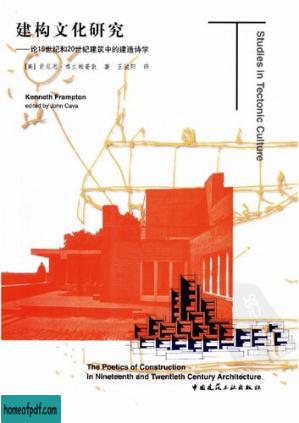 建构文化研究
——论19世纪和20世纪建筑中的建造诗学
[美] 肯尼思·弗兰姆普敦 著 王骏阳 译
Kenneth Frampton
edited by John Cava
Studies in Tectonic Culture
The Poetics of Construction
in Nineteenth and Twentieth Century Architecture
中国建筑工业出版社
homeofpdf.com
homeofpdf.com